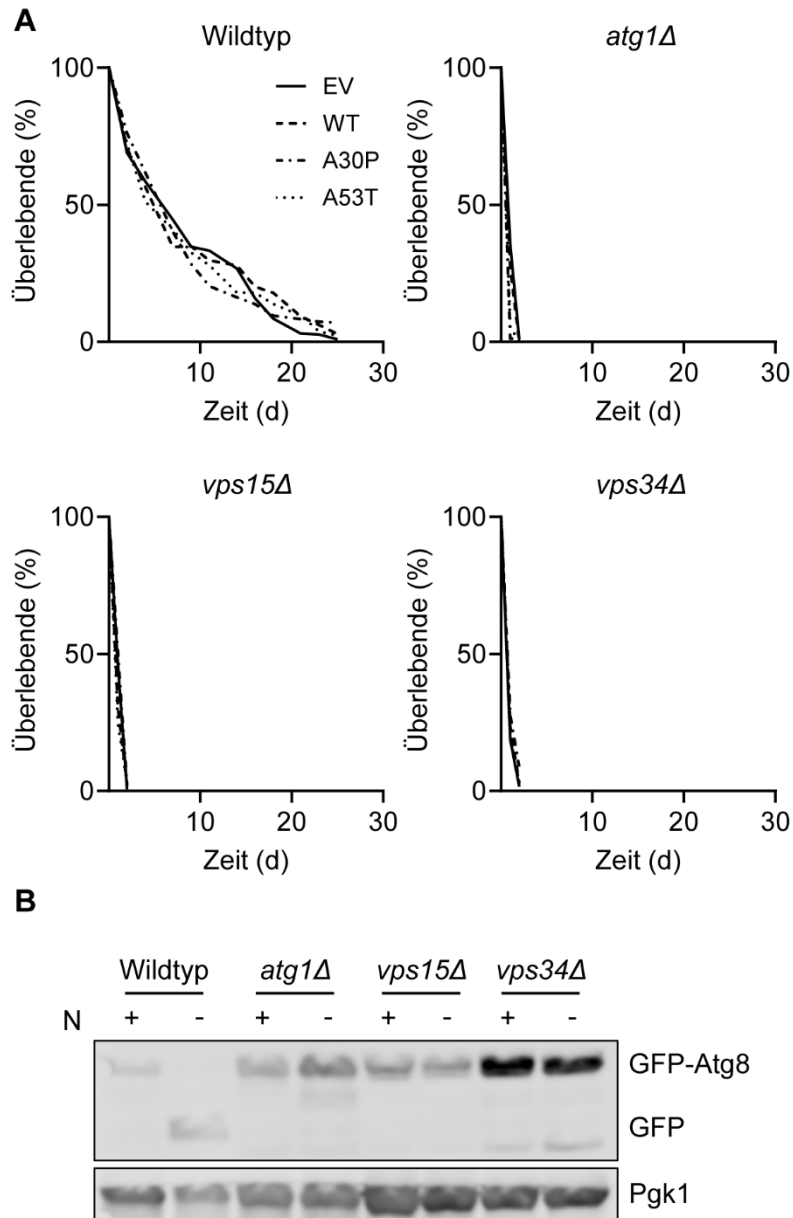 A
Wildtyp
atg1Δ
Überlebende (%)
100
50
0
10
20
30
Zeit (d)
EV
WT
A30P
A53T
Überlebende (%)
100
50
0
10
20
30
Zeit (d)
vps15Δ
vps34Δ
Überlebende (%)
100
50
0
10
20
30
Zeit (d)
Überlebende (%)
100
50
0
10
20
30
Zeit (d)
B
Wildtyp atg1Δ vps15Δ vps34Δ
N + - + - + - + -
GFP-Atg8
GFP
Pgk1